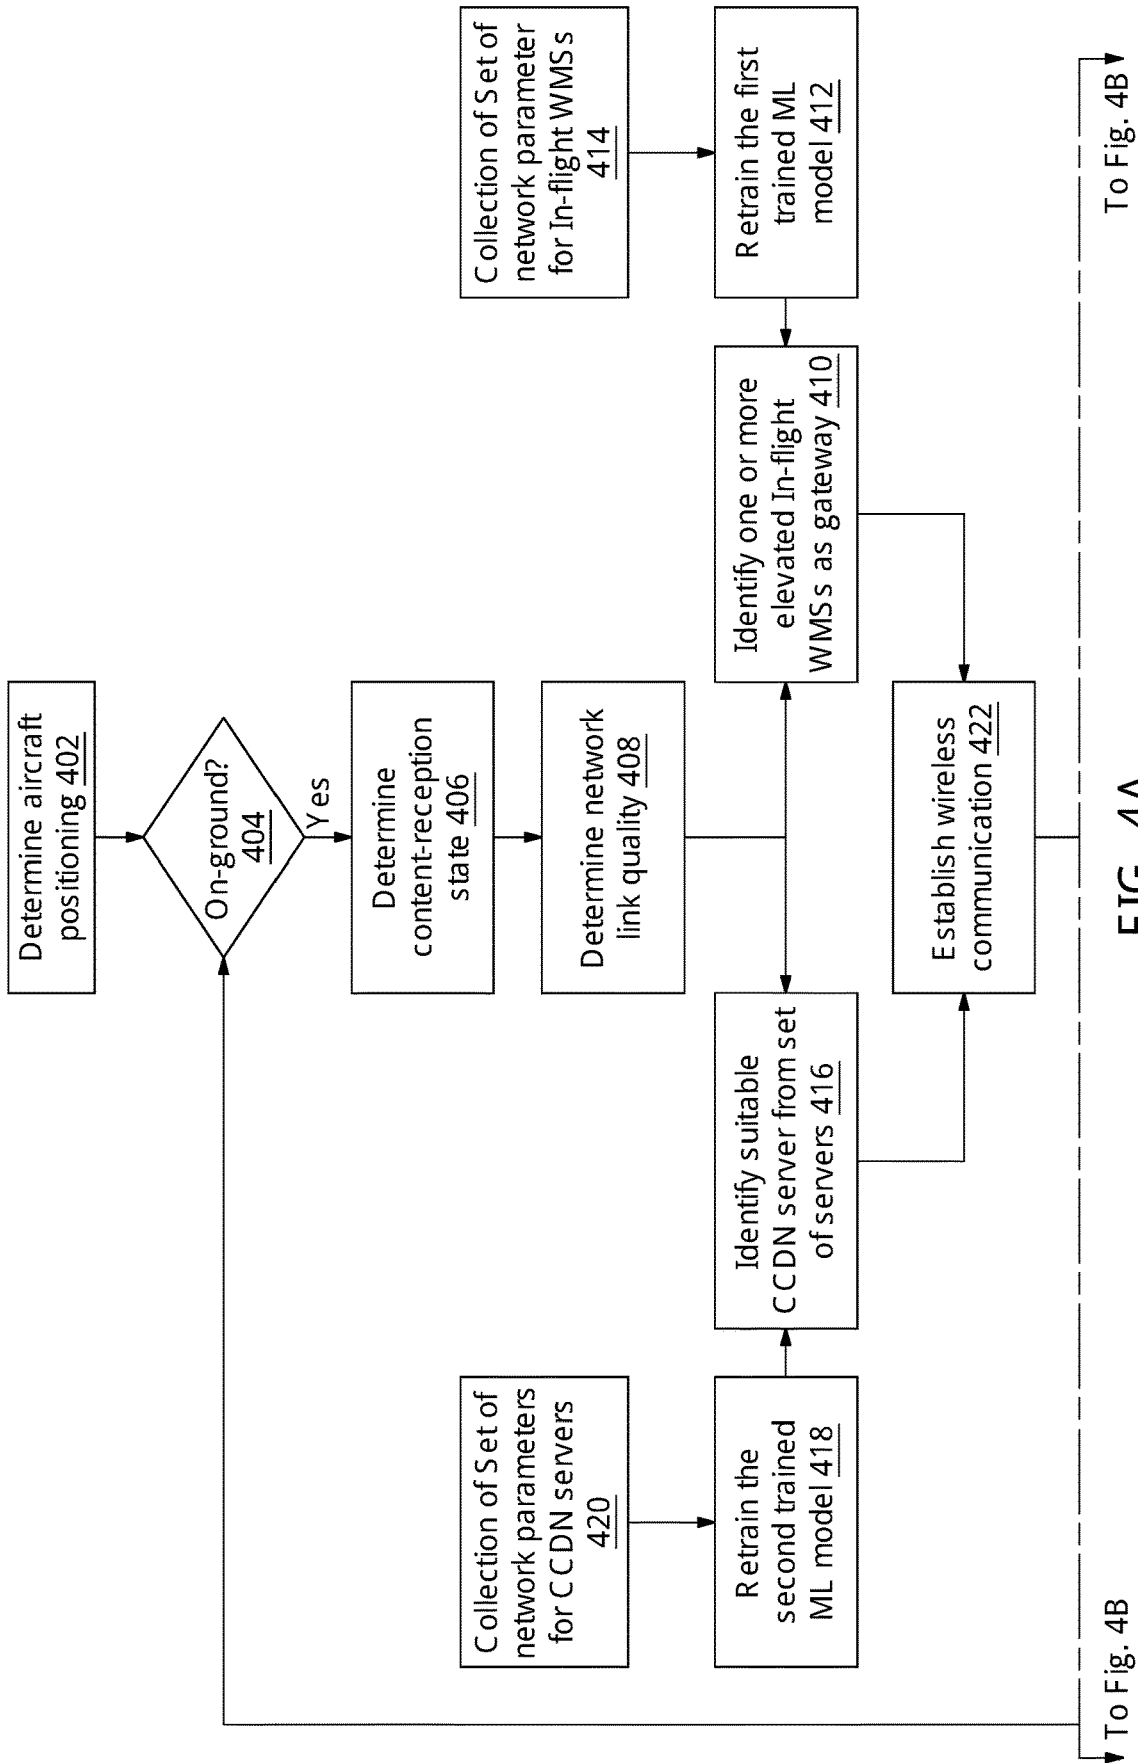 Determine aircraft
positioning 402
On-ground?
404
Yes
Determine
content-reception
state 406
Determine network
link quality 408
Collection of Set of
network parameters
for CCDN servers
420
Retrain the
second trained
ML model 418
Identify suitable
CCDN server from set
of servers 416
Identify one or more
elevated In-flight
WMSs as gateway 410
Collection of Set of
network parameter
for In-flight WMSs
414
Retrain the first
trained ML
model 412
Establish wireless
communication 422
To Fig. 4B
To Fig. 4B
FIG. 4A